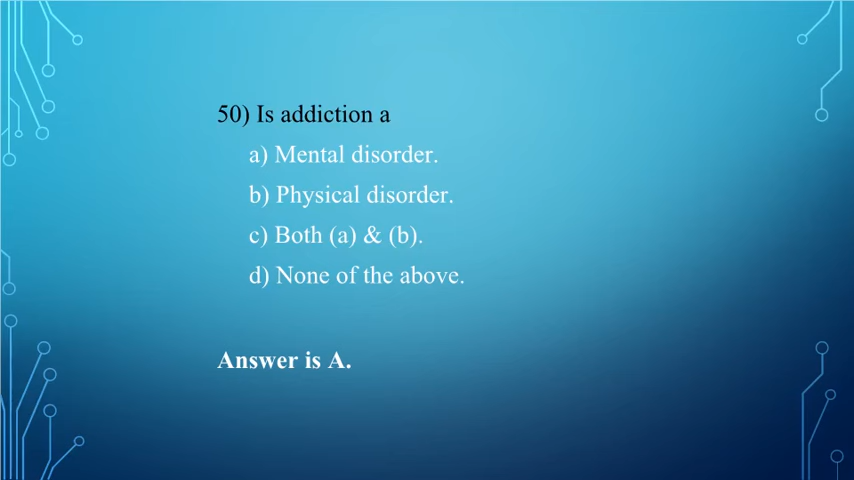 50) Is addiction a
a) Mental disorder.
b) Physical disorder.
c) Both (a) & (b).
d) None of the above.
Answer is A.